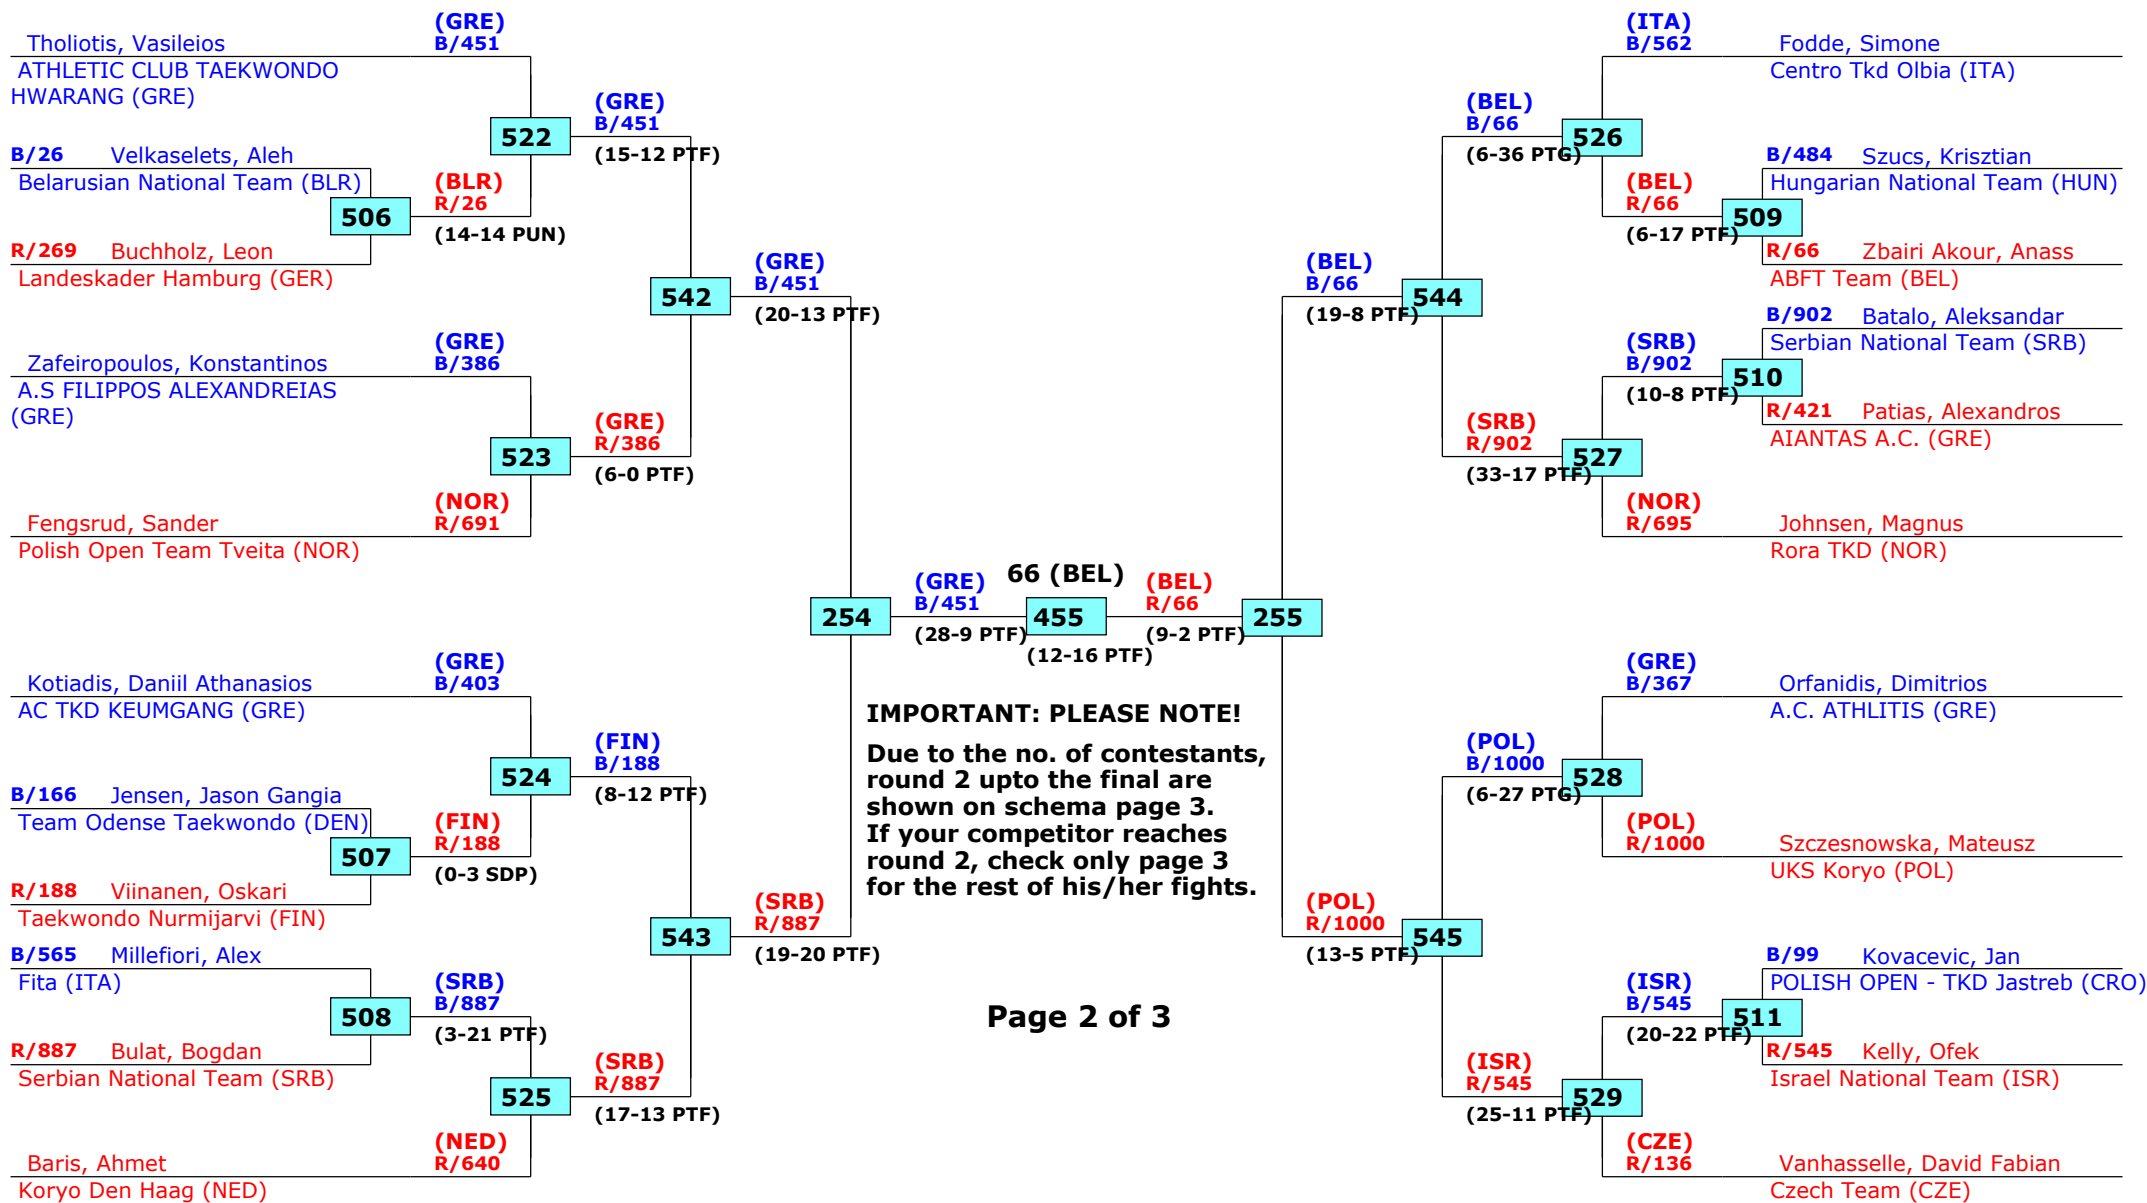 (GRE)
Tholiotis, Vasileios B/451
ATHLETIC CLUB TAEKWONDO
HWARANG (GRE)
(GRE)
B/451
522
(15-12 PTF)
B/26 Velkaselets, Aleh
Belarusian National Team (BLR)
(BLR)
R/26
506
(14-14 PUN)
R/269 Buchholz, Leon
Landeskader Hamburg (GER)
(GRE)
B/451
542
(20-13 PTF)
(GRE)
Zafeiropoulos, Konstantinos B/386
A.S FILIPPOS ALEXANDREIAS
(GRE)
(GRE)
R/386
523
(6-0 PTF)
(NOR)
Fengsrud, Sander R/691
Polish Open Team Tveita (NOR)
254
(GRE)
B/451
(28-9 PTF)
66 (BEL)
455
(12-16 PTF)
(BEL)
R/66
(9-2 PTF)
255
(GRE)
Kotiadis, Daniil Athanasios B/403
AC TKD KEUMGANG (GRE)
(FIN)
B/188
524
(8-12 PTF)
B/166 Jensen, Jason Gangia
Team Odense Taekwondo (DEN)
(FIN)
R/188
507
(0-3 SDP)
R/188 Viinanen, Oskari
Taekwondo Nurmijarvi (FIN)
(SRB)
R/887
543
(19-20 PTF)
B/565 Millefiori, Alex
Fita (ITA)
(SRB)
B/887
508
(3-21 PTF)
R/887 Bulat, Bogdan
Serbian National Team (SRB)
(SRB)
R/887
525
(17-13 PTF)
(NED)
Baris, Ahmet R/640
Koryo Den Haag (NED)
IMPORTANT: PLEASE NOTE!
Due to the no. of contestants,
round 2 upto the final are
shown on schema page 3.
If your competitor reaches
round 2, check only page 3
for the rest of his/her fights.
Page 2 of 3
(ITA)
B/562 Fodde, Simone
Centro Tkd Olbia (ITA)
(BEL)
B/66
526
(6-36 PTG)
B/484 Szucs, Krisztian
Hungarian National Team (HUN)
(BEL)
R/66
509
(6-17 PTF)
R/66 Zbairi Akour, Anass
ABFT Team (BEL)
(BEL)
B/66
544
(19-8 PTF)
B/902 Batalo, Aleksandar
Serbian National Team (SRB)
(SRB)
B/902
510
(10-8 PTF)
R/421 Patias, Alexandros
AIANTAS A.C. (GRE)
(SRB)
R/902
527
(33-17 PTF)
(NOR)
R/695 Johnsen, Magnus
Rora TKD (NOR)
(GRE)
B/367 Orfanidis, Dimitrios
A.C. ATHLITIS (GRE)
(POL)
B/1000
528
(6-27 PTG)
(POL)
R/1000 Szczesnowska, Mateusz
UKS Koryo (POL)
(POL)
R/1000
545
(13-5 PTF)
B/99 Kovacevic, Jan
POLISH OPEN - TKD Jastreb (CRO)
(ISR)
B/545
511
(20-22 PTF)
R/545 Kelly, Ofek
Israel National Team (ISR)
(ISR)
R/545
529
(25-11 PTF)
(CZE)
R/136 Vanhasselle, David Fabian
Czech Team (CZE)